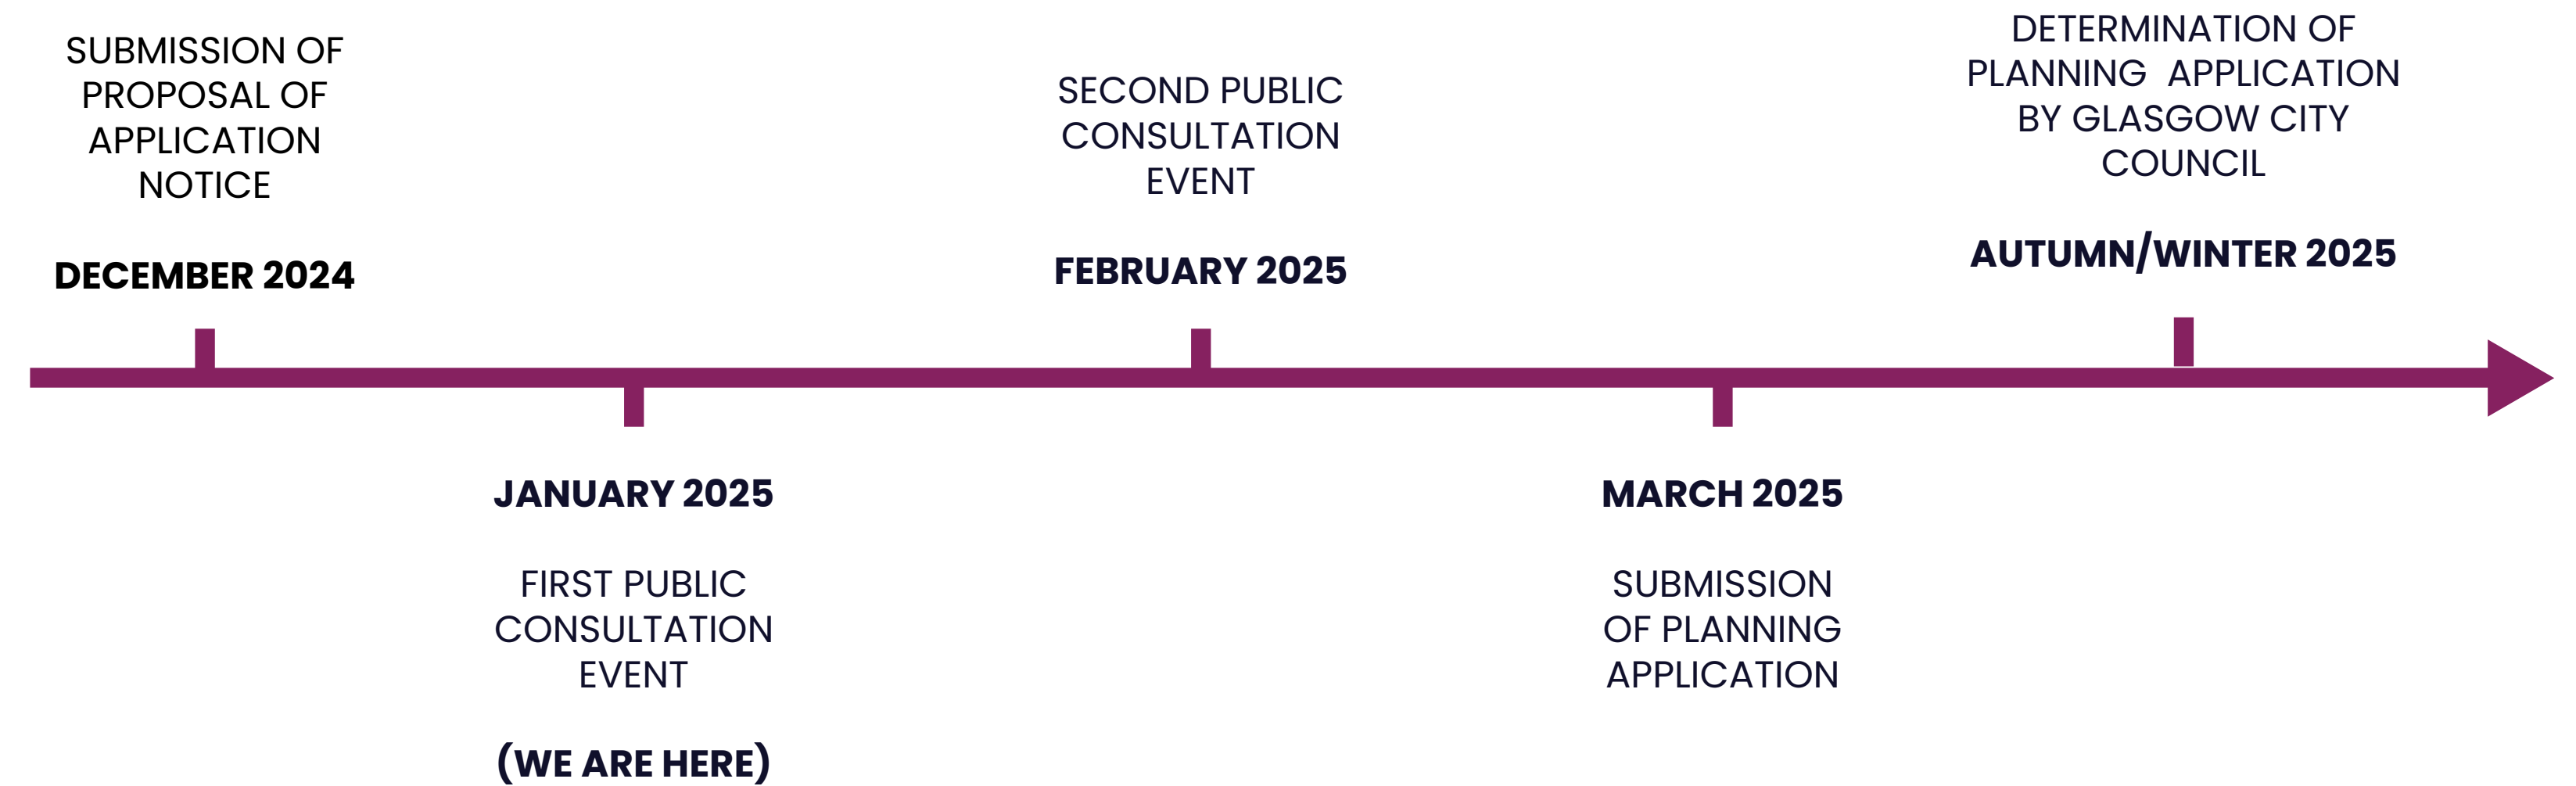 SUBMISSION OF
PROPOSAL OF
APPLICATION
NOTICE
DECEMBER 2024
JANUARY 2025
FIRST PUBLIC
CONSULTATION
EVENT
(WE ARE HERE)
SECOND PUBLIC
CONSULTATION
EVENT
FEBRUARY 2025
MARCH 2025
SUBMISSION
OF PLANNING
APPLICATION
DETERMINATION OF
PLANNING  APPLICATION
BY GLASGOW CITY
COUNCIL
AUTUMN/WINTER 2025